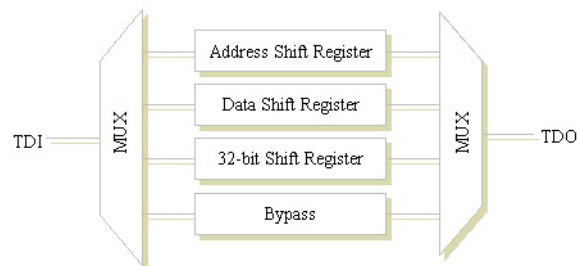 Address Shift Register
Data Shift Register
TDI
MUX
MUX
TDO
32-bit Shift Register
Bypass